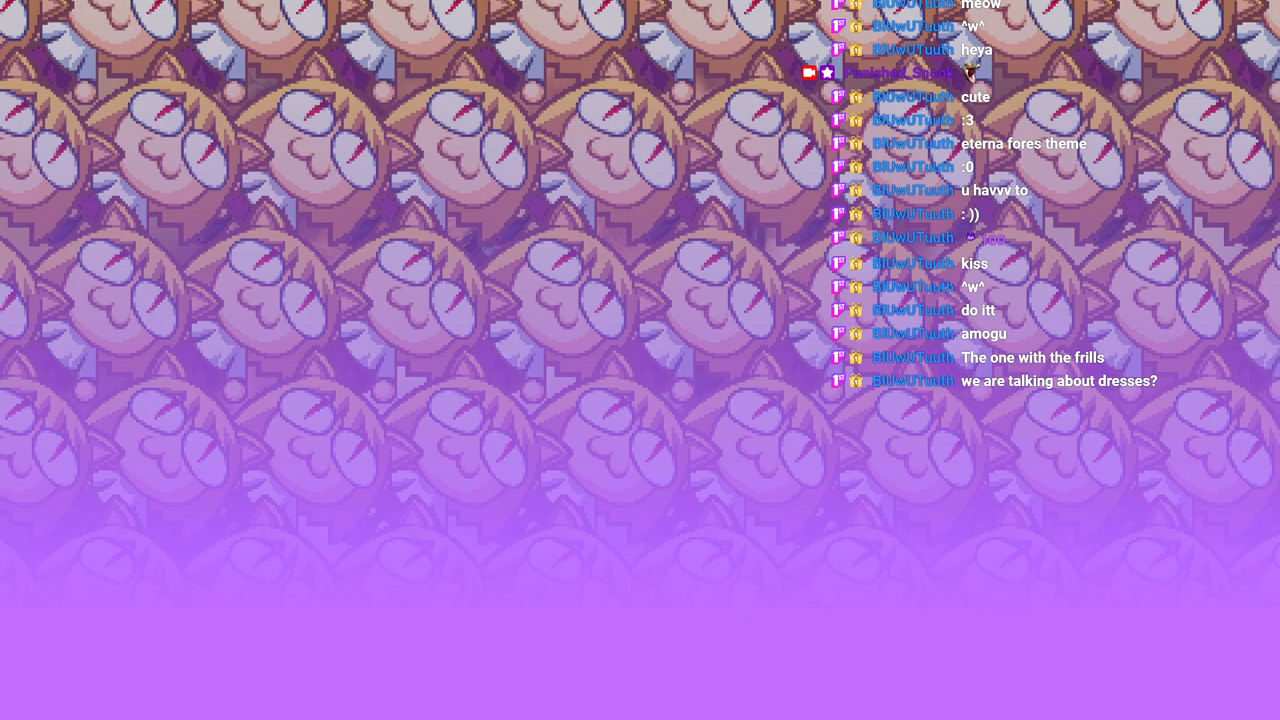 BlUwUTuuth meow
BlUwUTuuth ^w^
BlUwUTuuth heya
Punished_Snook
BlUwUTuuth cute
BlUwUTuuth :3
BlUwUTuuth eterna fores theme
BlUwUTuuth :0
BlUwUTuuth u havvv to
BlUwUTuuth : ))
BlUwUTuuth 100
BlUwUTuuth kiss
BlUwUTuuth ^w^
BlUwUTuuth do itt
BlUwUTuuth amogu
BlUwUTuuth The one with the frills
BlUwUTuuth we are talking about dresses?